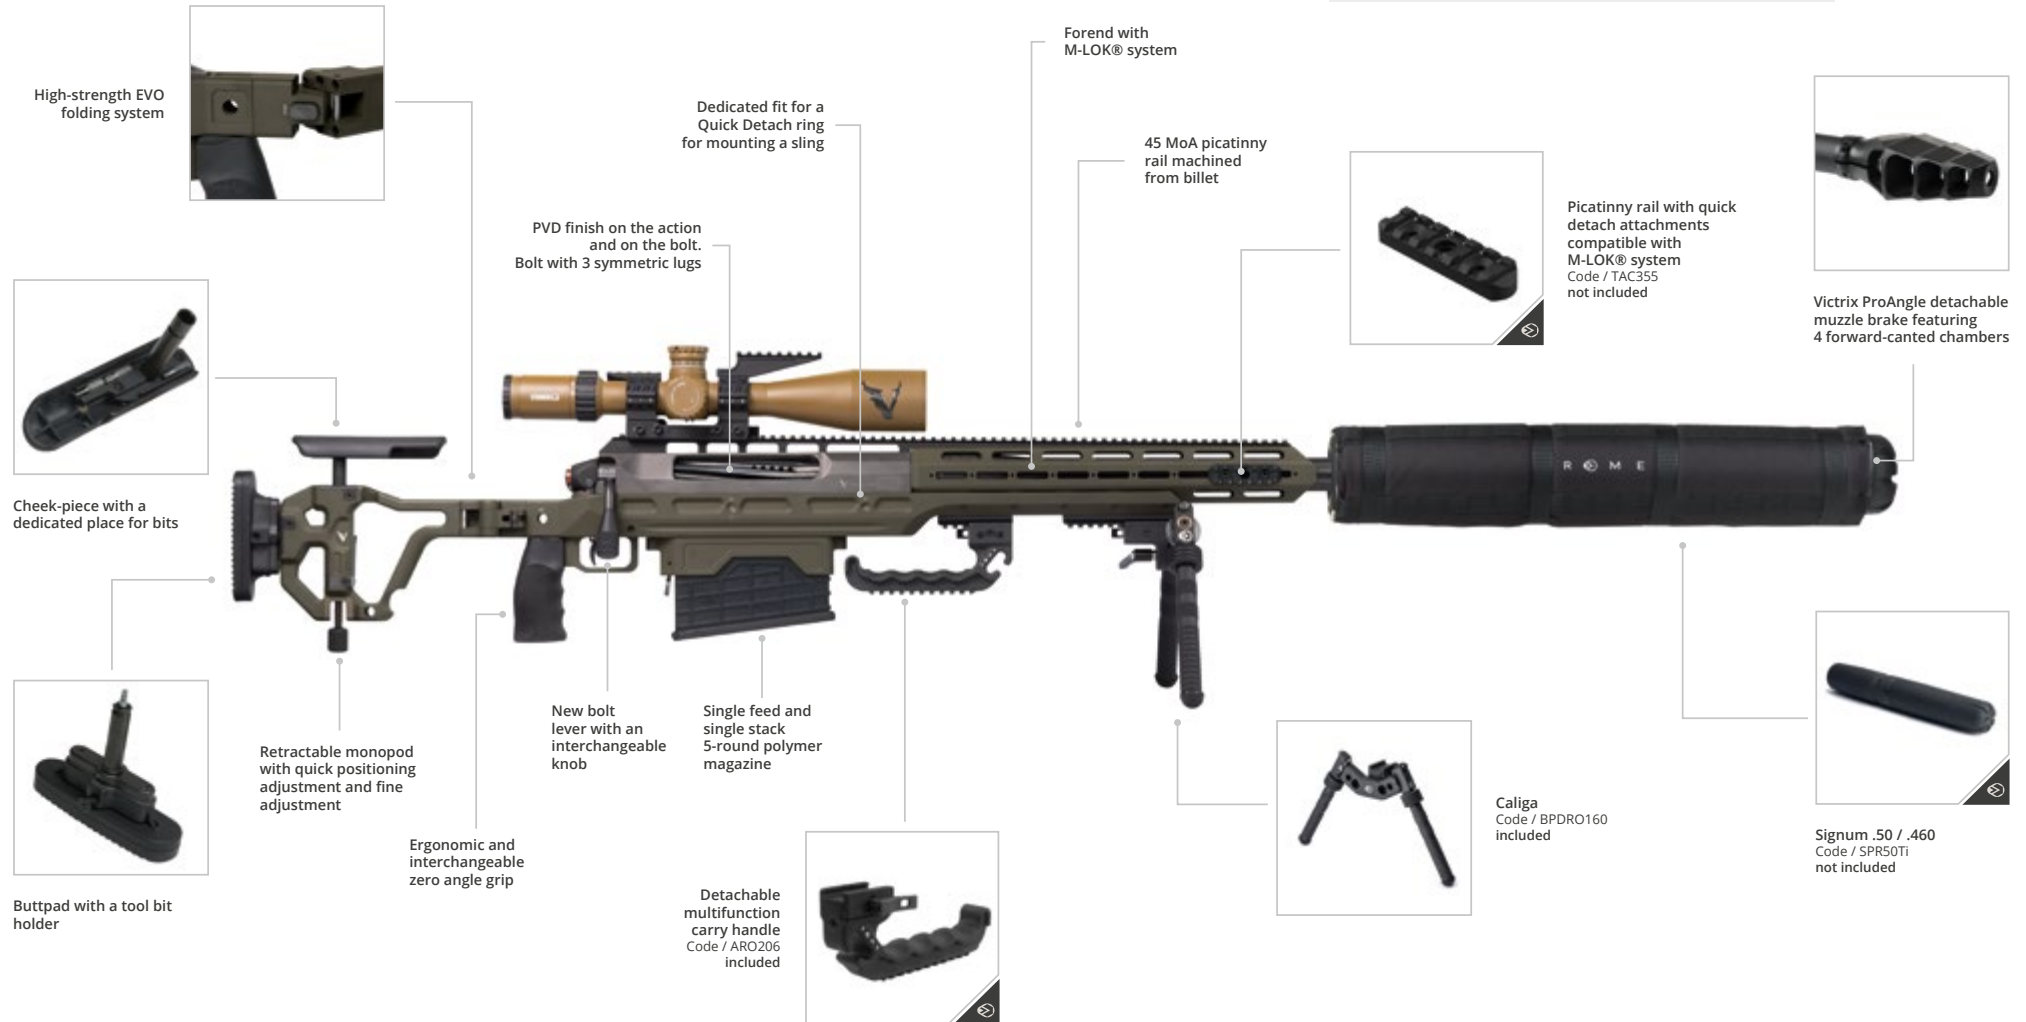 Forend with
M-LOK® system
High-strength EVO
folding system
Dedicated fit for a
Quick Detach ring
for mounting a sling
45 MoA picatinny
rail machined
from billet
Picatinny rail with quick
detach attachments
compatible with
M-LOK® system
Code / TAC355
not included
PVD finish on the action
and on the bolt.
Bolt with 3 symmetric lugs
Victrix ProAngle detachable
muzzle brake featuring
4 forward-canted chambers
R M E
Cheek-piece with a
dedicated place for bits
New bolt
lever with an
interchangeable
knob
Single feed and
single stack
5-round polymer
magazine
Retractable monopod
with quick positioning
adjustment and fine
adjustment
Caliga
Code / BPDRO160
included
Signum .50 / .460
Code / SPR50Ti
not included
Ergonomic and
interchangeable
zero angle grip
Buttpad with a tool bit
holder
Detachable
multifunction
carry handle
Code / ARO206
included